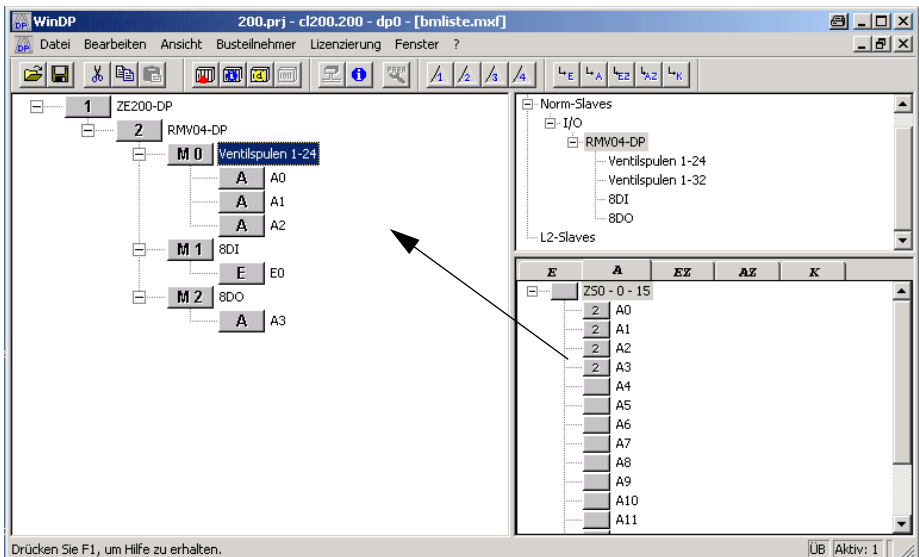 WinDP 200.prj - cl200.200 - dp0 - [bmliste.mxf]
Datei Bearbeiten Ansicht Busteilnehmer Lizenzierung Fenster ?
1 ZE200-DP
2 RMV04-DP
M 0 Ventilspulen 1-24
A A0
A A1
A A2
M 1 8DI
E E0
M 2 8DO
A A3
Norm-Slaves
I/O
RMV04-DP
Ventilspulen 1-24
Ventilspulen 1-32
8DI
8DO
L2-Slaves
E A EZ AZ K
ZS0 - 0 - 15
2 A0
2 A1
2 A2
2 A3
A4
A5
A6
A7
A8
A9
A10
A11
Drücken Sie F1, um Hilfe zu erhalten. ÜB Aktiv: 1